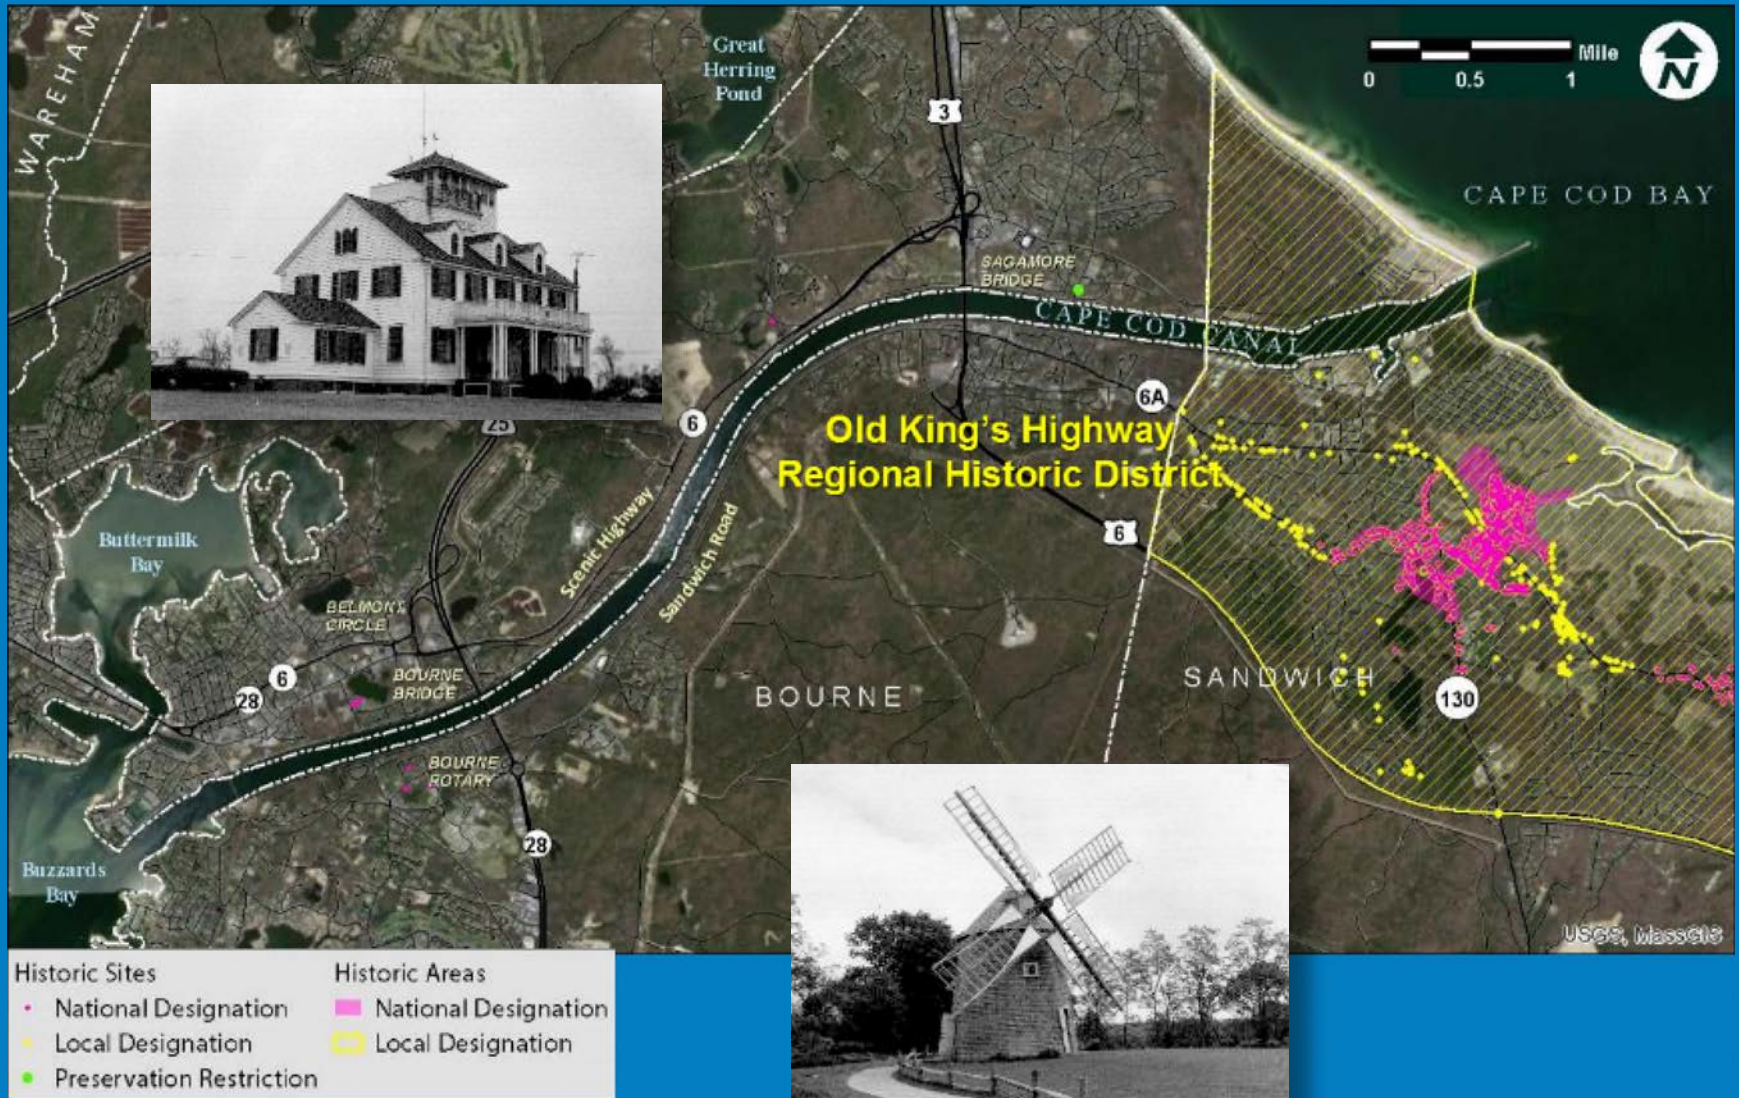 WAREHAM
Great
Herring
Pond
3
Mile
0 0.5 1
N
CAPE COD BAY
SAGAMORE
BRIDGE
CAPE COD CANAL
6A
6
25
Old King's Highway
Regional Historic District
6
Scenic Highway
Sandwich Road
Buttermilk
Bay
BELMONT
CIRCLE
BOURNE
BRIDGE
6
28
BOURNE
SANDWICH
130
BOURNE
ROTARY
28
Buzzards
Bay
USGS, MassGIS
Historic Sites
National Designation
Local Designation
Preservation Restriction
Historic Areas
National Designation
Local Designation